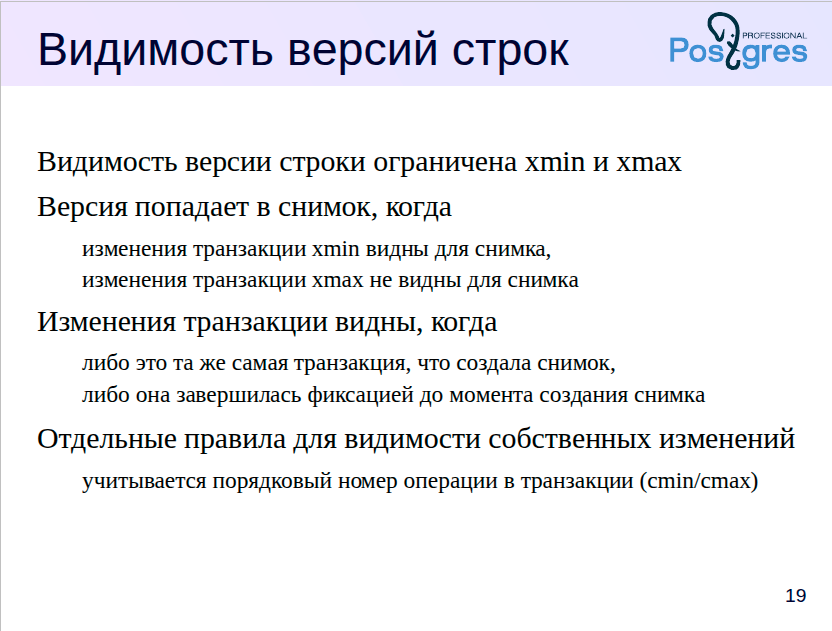 Видимость версий строк
PROFESSIONAL
Postgres
Видимость версии строки ограничена xmin и xmax
Версия попадает в снимок, когда
изменения транзакции xmin видны для снимка,
изменения транзакции xmax не видны для снимка
Изменения транзакции видны, когда
либо это та же самая транзакция, что создала снимок,
либо она завершилась фиксацией до момента создания снимка
Отдельные правила для видимости собственных изменений
учитывается порядковый номер операции в транзакции (cmin/cmax)
19